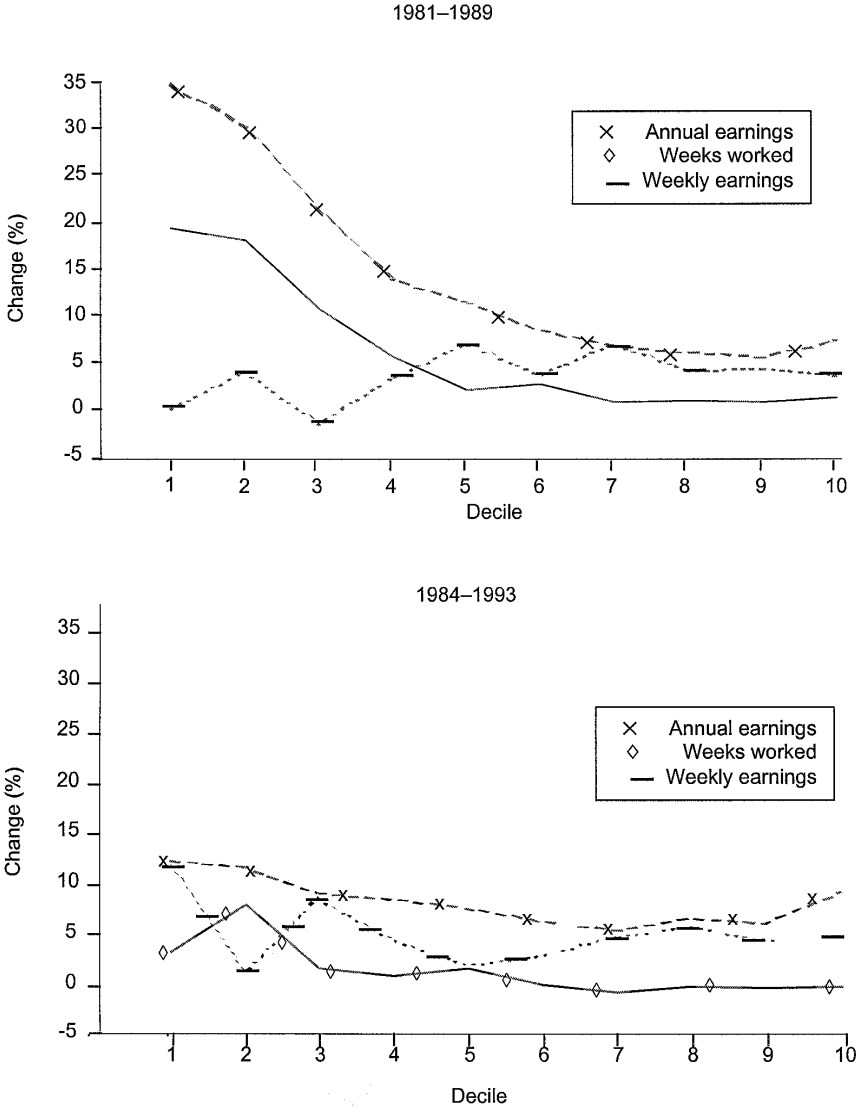 1981–1989
35
30
25
20
15
10
5
0
-5
Change (%)
Annual earnings
Weeks worked
Weekly earnings
1 2 3 4 5 6 7 8 9 10
Decile
1984–1993
35
30
25
20
15
10
5
0
-5
Change (%)
Annual earnings
Weeks worked
Weekly earnings
1 2 3 4 5 6 7 8 9 10
Decile